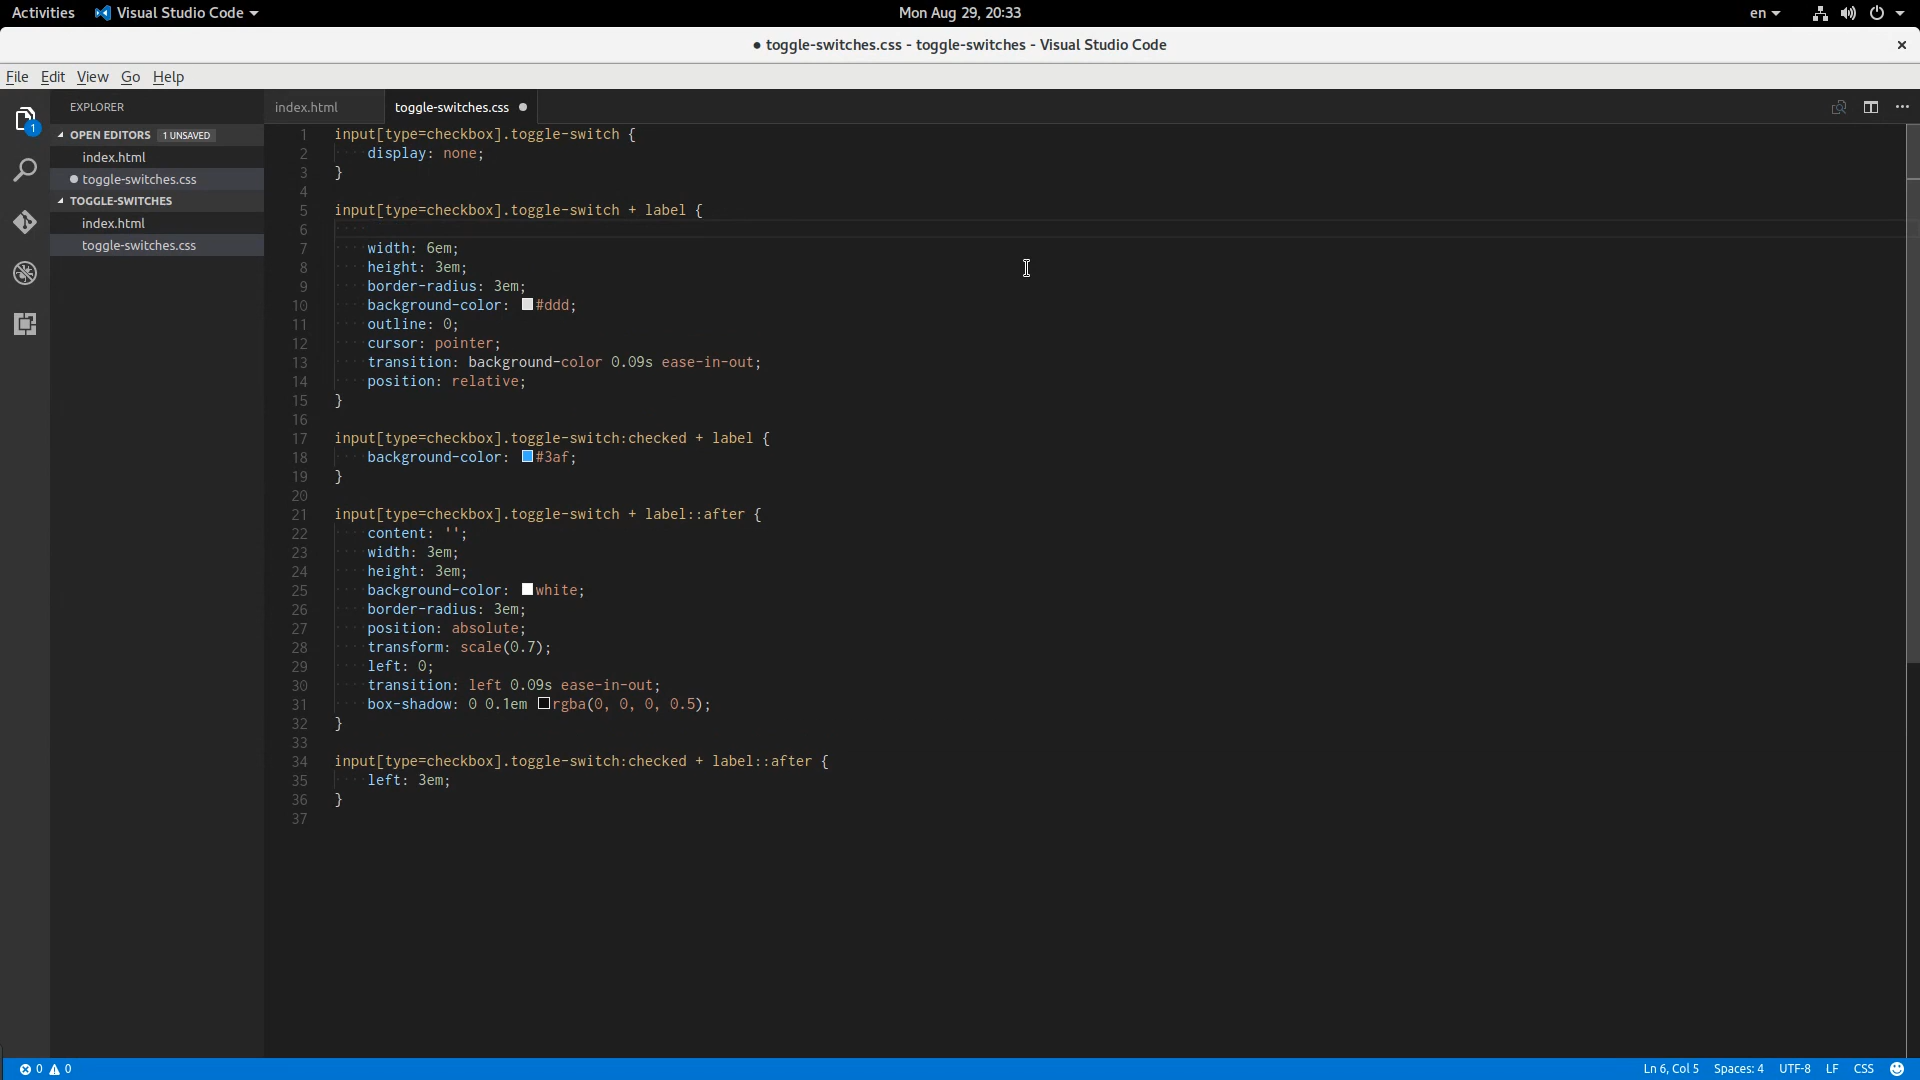 Activities Visual Studio Code Mon Aug 29, 20:33 en
● toggle-switches.css - toggle-switches - Visual Studio Code
File Edit View Go Help
EXPLORER
OPEN EDITORS 1 UNSAVED
index.html
toggle-switches.css
TOGGLE-SWITCHES
index.html
toggle-switches.css
1
index.html toggle-switches.css
1 input[type=checkbox].toggle-switch {
2 display: none;
3 }
4
5 input[type=checkbox].toggle-switch + label {
6
7 width: 6em;
8 height: 3em;
9 border-radius: 3em;
10 background-color: #ddd;
11 outline: 0;
12 cursor: pointer;
13 transition: background-color 0.09s ease-in-out;
14 position: relative;
15 }
16
17 input[type=checkbox].toggle-switch:checked + label {
18 background-color: #3af;
19 }
20
21 input[type=checkbox].toggle-switch + label::after {
22 content: '';
23 width: 3em;
24 height: 3em;
25 background-color: white;
26 border-radius: 3em;
27 position: absolute;
28 transform: scale(0.7);
29 left: 0;
30 transition: left 0.09s ease-in-out;
31 box-shadow: 0 0.1em rgba(0, 0, 0, 0.5);
32 }
33
34 input[type=checkbox].toggle-switch:checked + label::after {
35 left: 3em;
36 }
37
0 0 Ln 6, Col 5 Spaces: 4 UTF-8 LF CSS